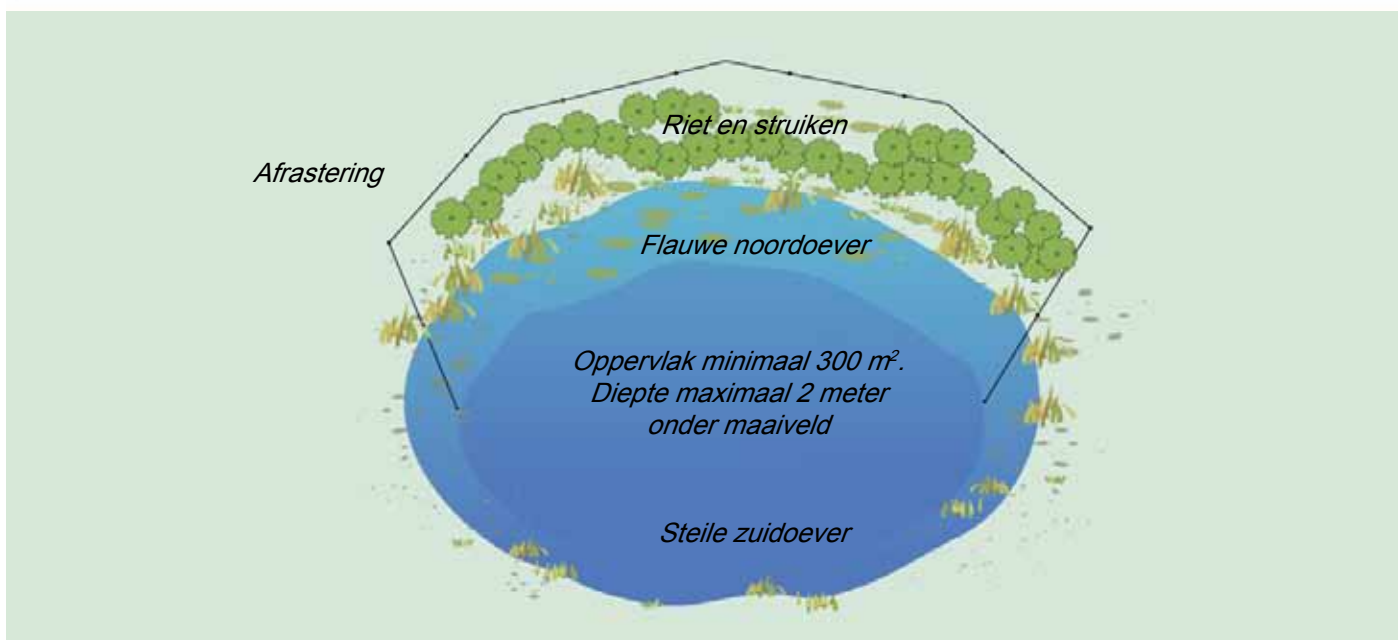 Riet en struiken
Afrastering
Flauwe noordoever
Oppervlak minimaal 300 m².
Diepte maximaal 2 meter
onder maaiveld
Steile zuidoever